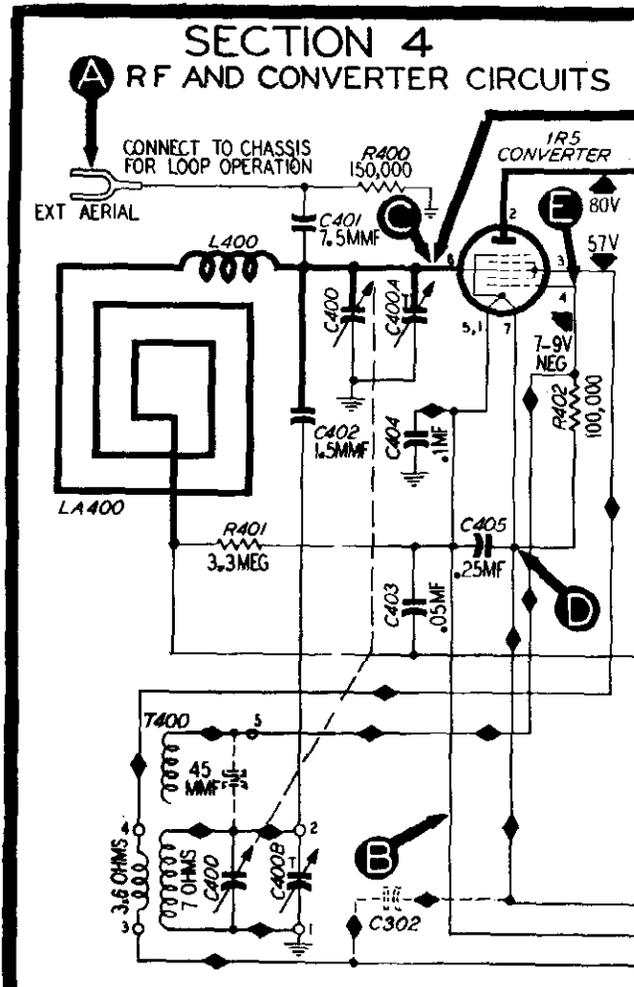 SECTION 4
A
RF AND CONVERTER CIRCUITS
CONNECT TO CHASSIS
FOR LOOP OPERATION
EXT AERIAL
R400
150,000
1R5
CONVERTER
C401
7.5MMF
C
2
E
80V
57V
L400
6
3
4
C400
C400A
T
5,1
7
7-9V
NEG
R402
100,000
C402
1.5MMF
C404
.1MF
LA400
R401
3.3MEG
C405
.25MF
C403
.05MF
D
T400
5
45
MMF
4
2
3.6 OHMS
7 OHMS
C400
C400B
T
B
3
1
C302